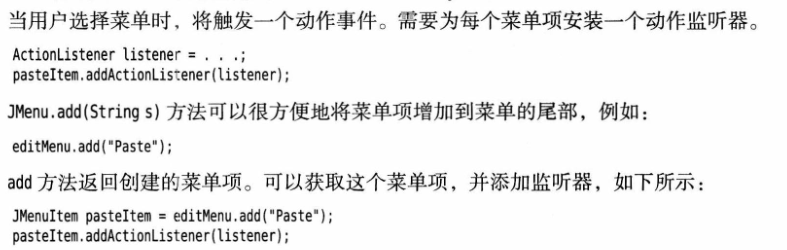 当用户选择菜单时，将触发一个动作事件。需要为每个菜单项安装一个动作监听器。
ActionListener listener = . . .;
pasteItem.addActionListener(listener);
JMenu.add(String s) 方法可以很方便地将菜单项增加到菜单的尾部，例如：
editMenu.add("Paste");
add 方法返回创建的菜单项。可以获取这个菜单项，并添加监听器，如下所示：
JMenuItem pasteItem = editMenu.add("Paste");
pasteItem.addActionListener(listener);